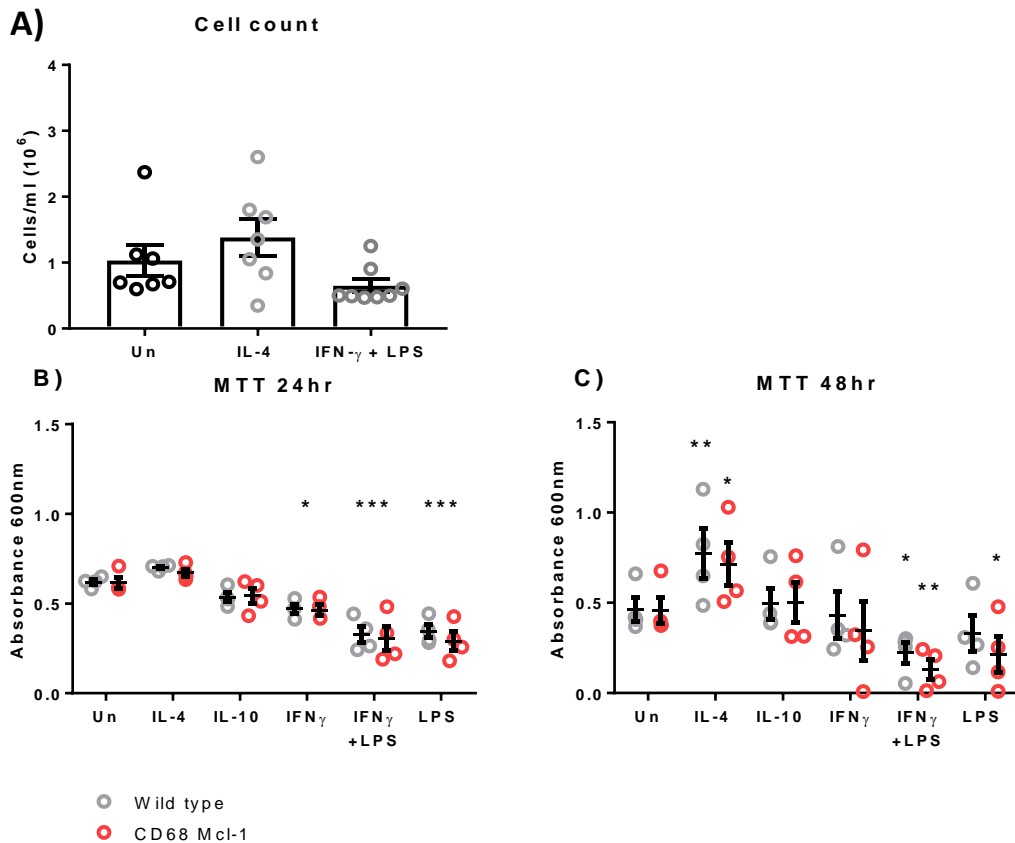 A)
Cell count
Cells/ml (10⁶)
4
3
2
1
0
Un IL-4 IFN-γ + LPS
B)
MTT 24hr
Absorbance 600nm
1.5
1.0
0.5
0.0
* *** ***
Un IL-4 IL-10 IFNγ IFNγ LPS
+LPS
C)
MTT 48hr
Absorbance 600nm
1.5
1.0
0.5
0.0
** * * ** *
Un IL-4 IL-10 IFNγ IFNγ LPS
+LPS
Wild type
CD68 Mcl-1